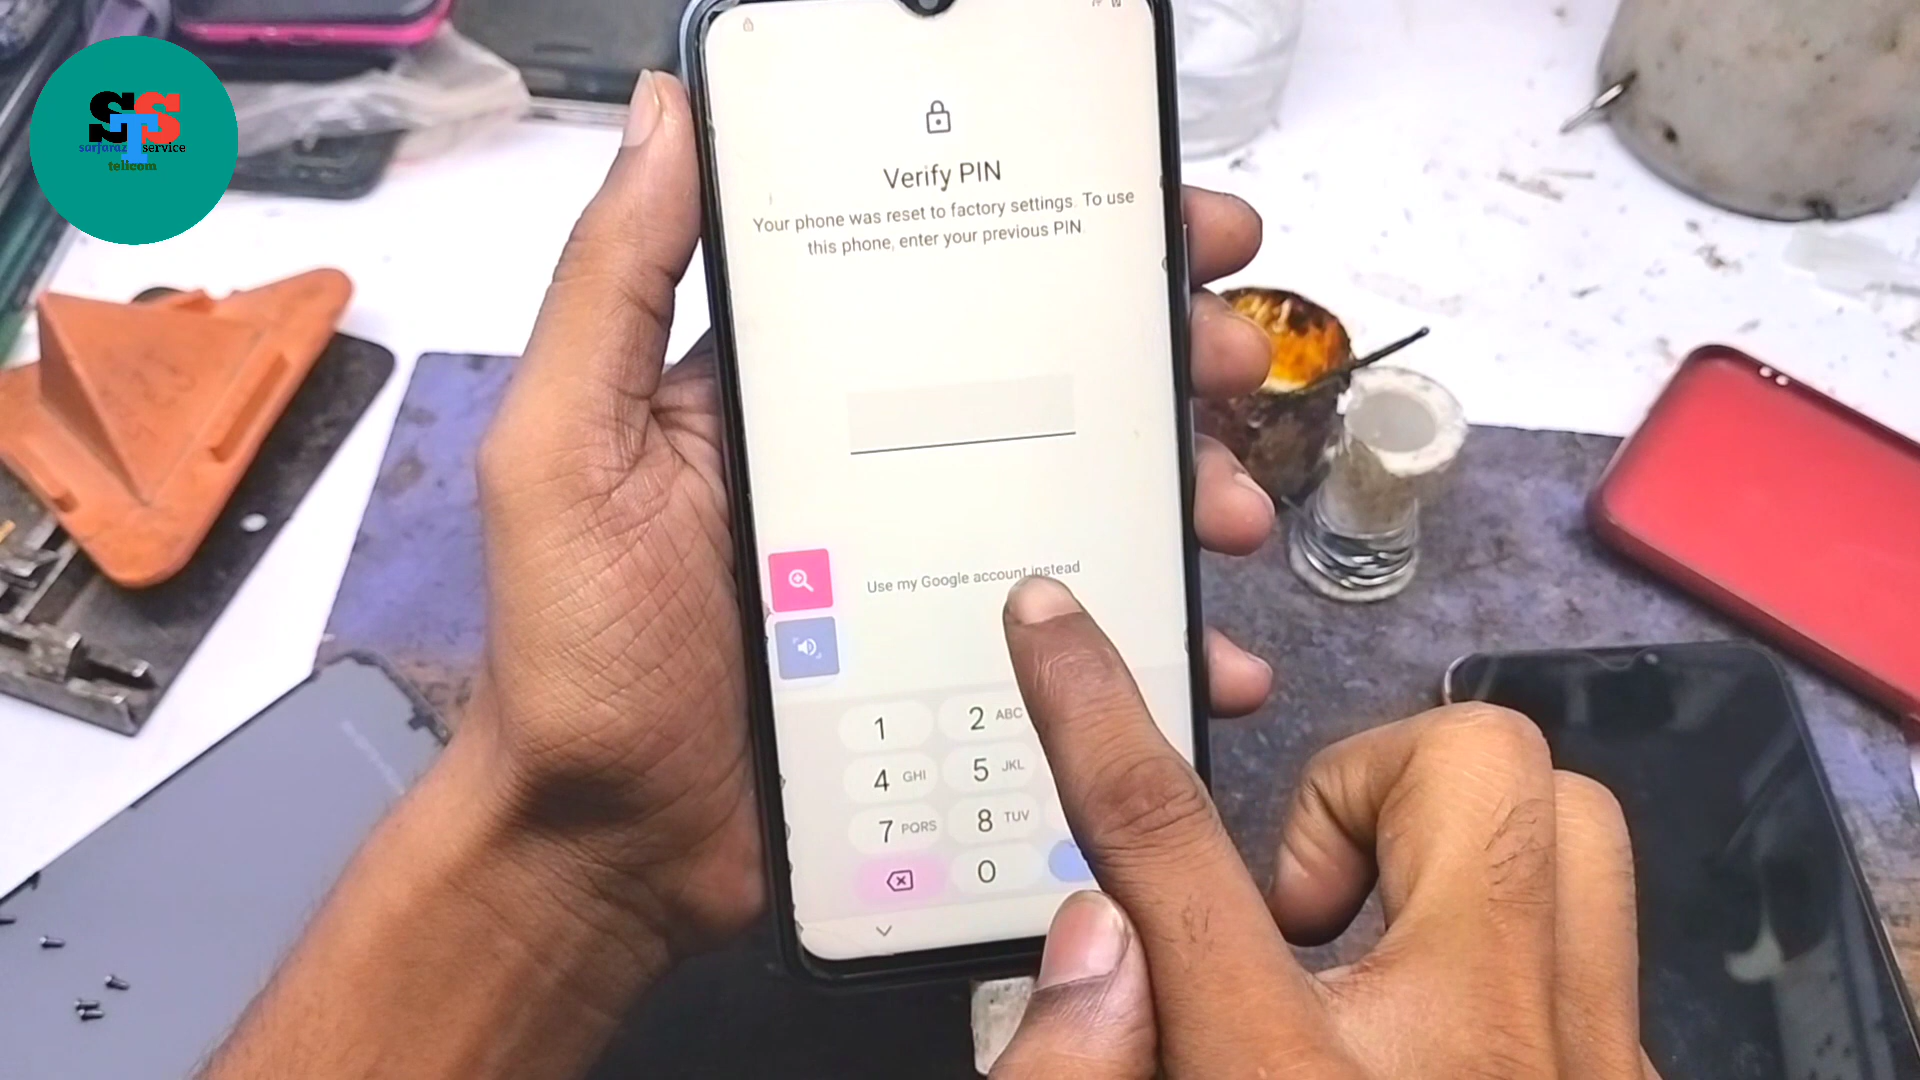 STS
sarfaraz service
tellcom
Verify PIN
Your phone was reset to factory settings. To use
this phone, enter your previous PIN
Use my Google account instead
1
2 ABC
4 GHI
5 JKL
7 PQRS
8 TUV
0